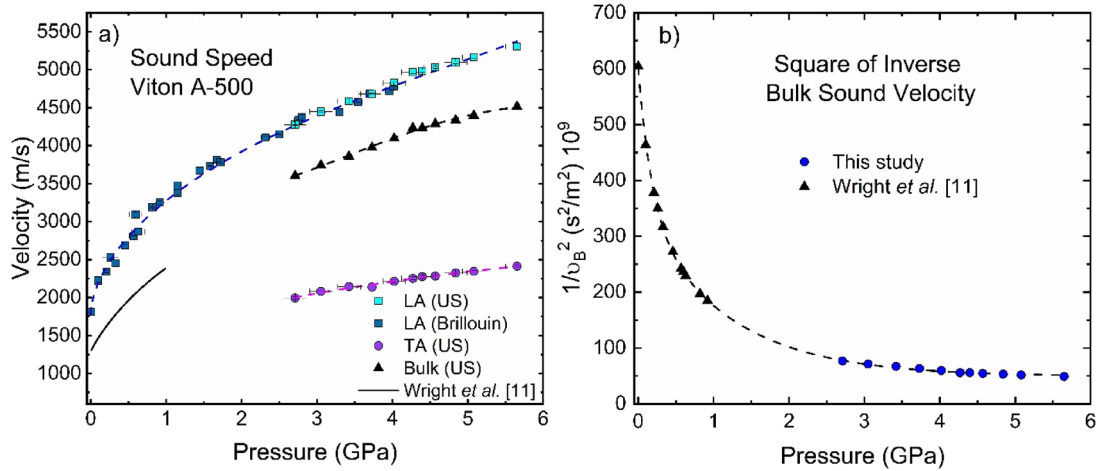 a)
Sound Speed
Viton A-500
5500
5000
4500
4000
3500
3000
2500
2000
1500
1000
Velocity (m/s)
LA (US)
LA (Brillouin)
TA (US)
Bulk (US)
Wright et al. [11]
0 1 2 3 4 5 6
Pressure (GPa)
b)
Square of Inverse
Bulk Sound Velocity
700
600
500
400
300
200
100
0
1/υB² (s²/m²) 10⁹
This study
Wright et al. [11]
0 1 2 3 4 5 6
Pressure (GPa)